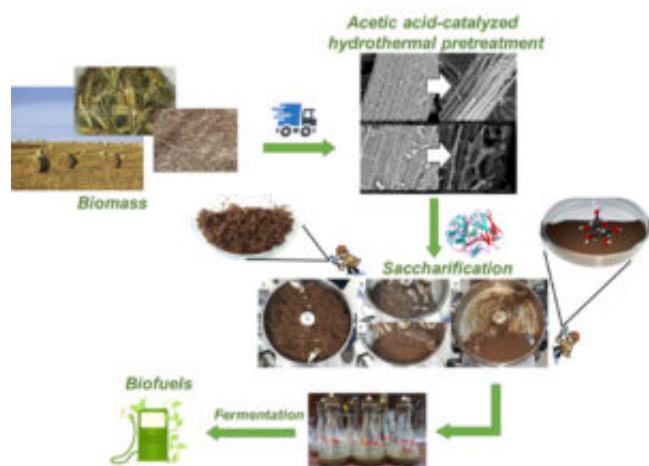 Acetic acid-catalyzed
hydrothermal pretreatment
Biomass
Saccharification
Biofuels
Fermentation